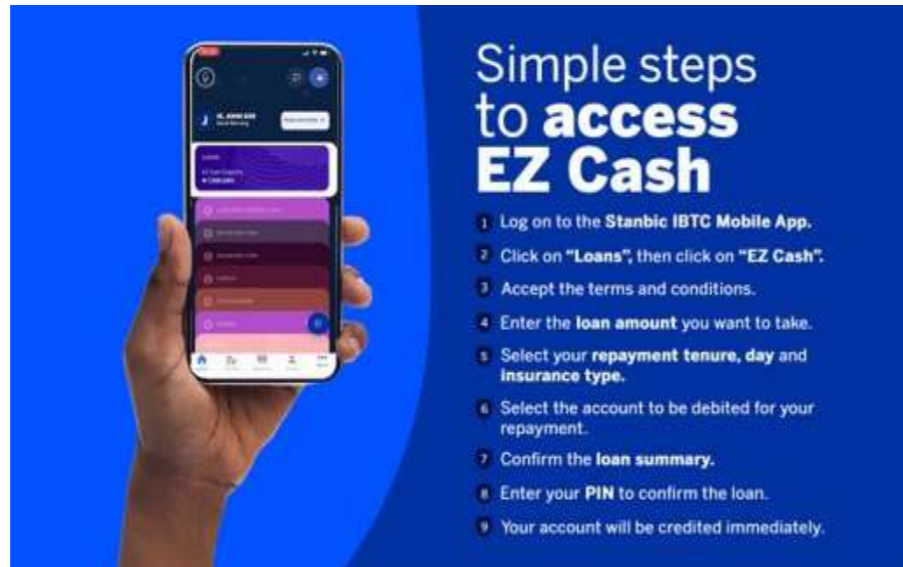 Simple steps
to access
EZ Cash
1 Log on to the Stanbic IBTC Mobile App.
2 Click on "Loans", then click on "EZ Cash".
3 Accept the terms and conditions.
4 Enter the loan amount you want to take.
5 Select your repayment tenure, day and
insurance type.
6 Select the account to be debited for your
repayment.
7 Confirm the loan summary.
8 Enter your PIN to confirm the loan.
9 Your account will be credited immediately.